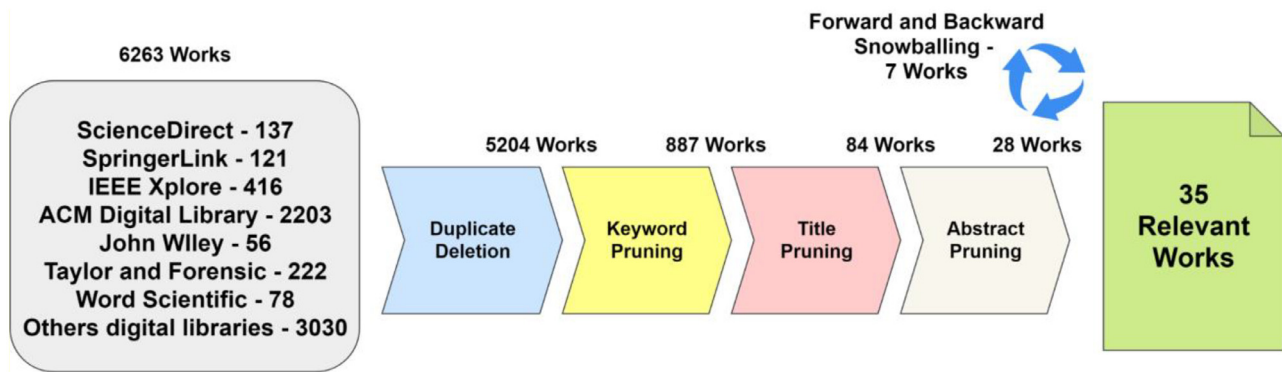 6263 Works
ScienceDirect - 137
SpringerLink - 121
IEEE Xplore - 416
ACM Digital Library - 2203
John WIley - 56
Taylor and Forensic - 222
Word Scientific - 78
Others digital libraries - 3030
Duplicate
Deletion
5204 Works
Keyword
Pruning
887 Works
Title
Pruning
84 Works
Abstract
Pruning
28 Works
Forward and Backward
Snowballing -
7 Works
35
Relevant
Works